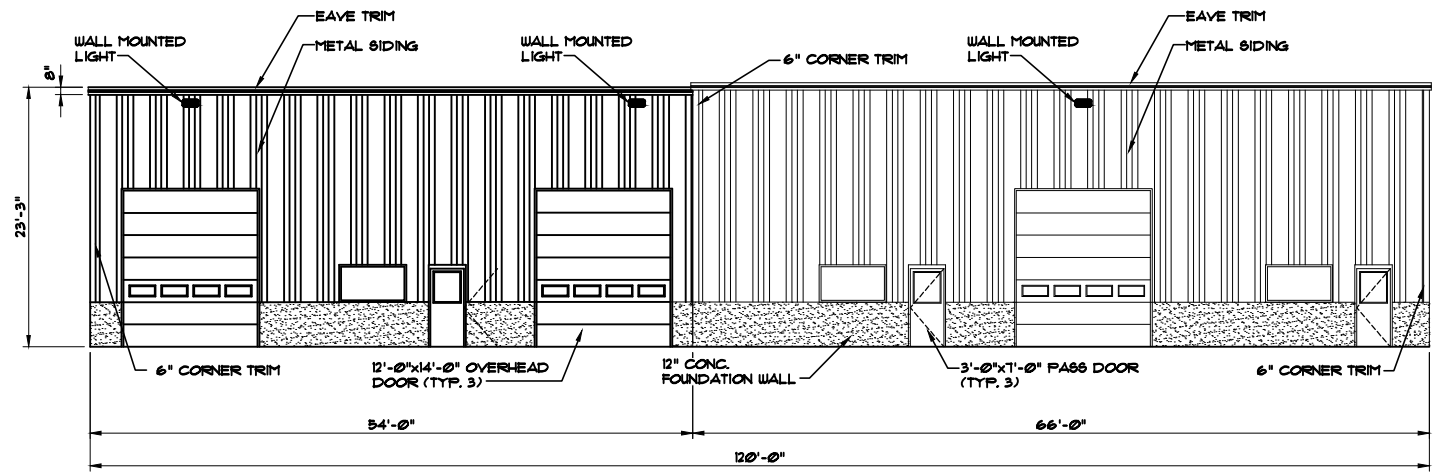 EAVE TRIM
EAVE TRIM
WALL MOUNTED
LIGHT
METAL SIDING
WALL MOUNTED
LIGHT
6" CORNER TRIM
WALL MOUNTED
LIGHT
METAL SIDING
8"
23'-3"
6" CORNER TRIM
12'-0"x14'-0" OVERHEAD
DOOR (TYP. 3)
12" CONC.
FOUNDATION WALL
3'-0"x7'-0" PASS DOOR
(TYP. 3)
6" CORNER TRIM
54'-0"
66'-0"
120'-0"